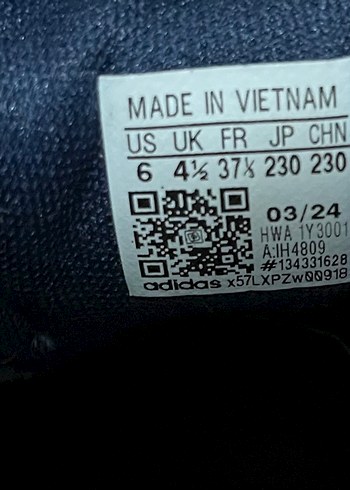 MADE IN VIETNAM
US UK FR JP CHN
6 4½ 37⅓ 230 230
03/24
HWA 1Y3001
A:IH4809
#134331628
adidas x57LXPZw00918